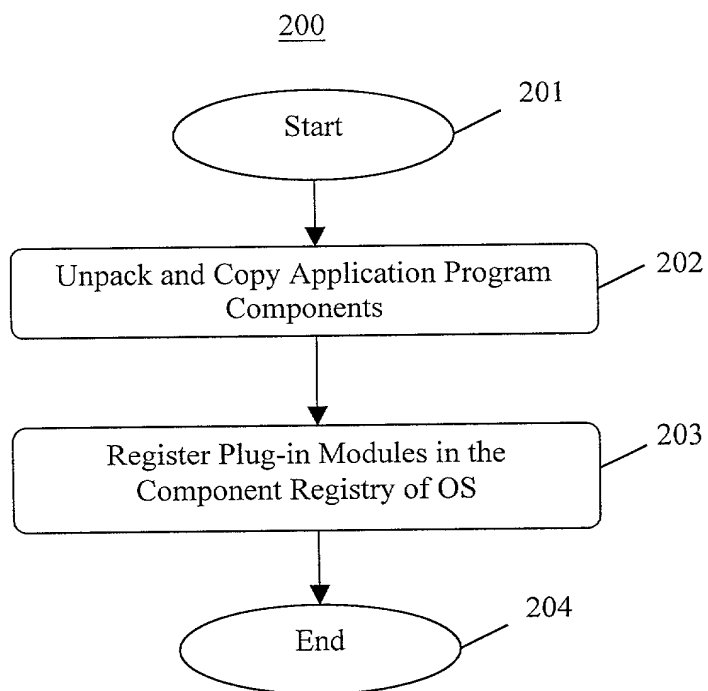 200
Start
201
Unpack and Copy Application Program
Components
202
Register Plug-in Modules in the
Component Registry of OS
203
End
204